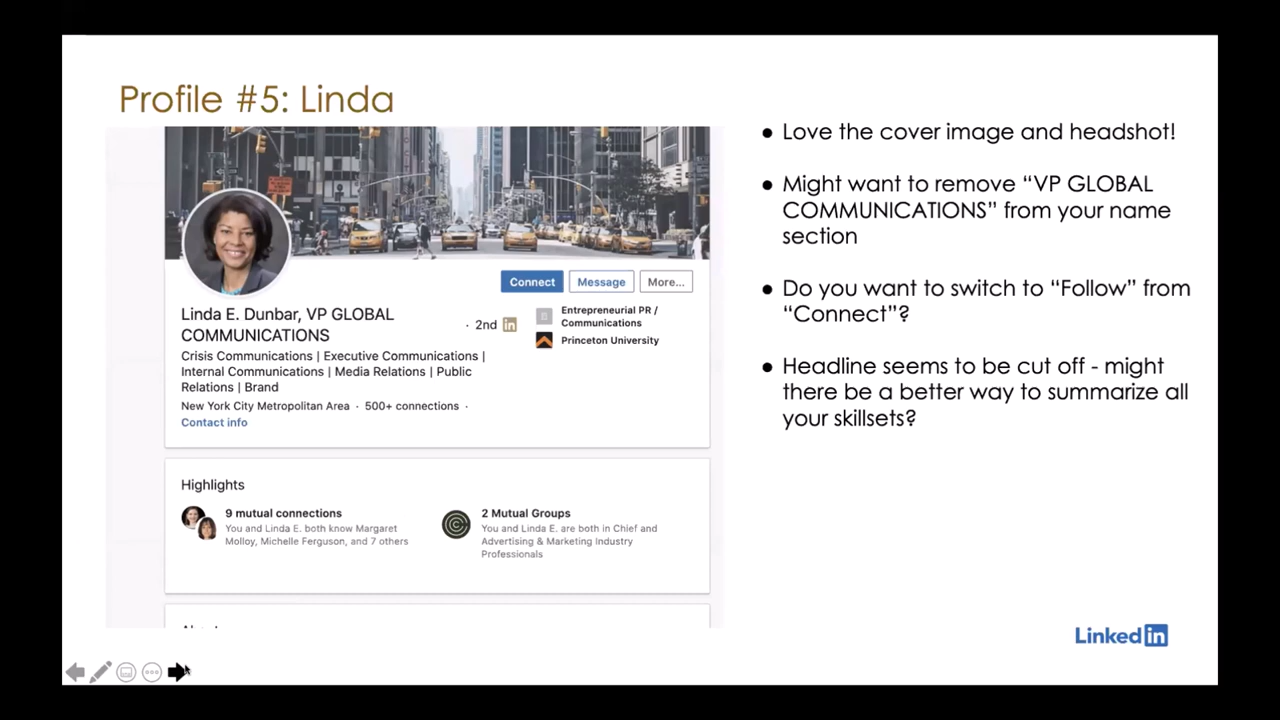 Profile #5: Linda
Connect
Message
More...
Linda E. Dunbar, VP GLOBAL
COMMUNICATIONS
· 2nd in
Entrepreneurial PR /
Communications
Princeton University
Crisis Communications | Executive Communications |
Internal Communications | Media Relations | Public
Relations | Brand
New York City Metropolitan Area · 500+ connections ·
Contact info
Highlights
9 mutual connections
You and Linda E. both know Margaret
Molloy, Michelle Ferguson, and 7 others
2 Mutual Groups
You and Linda E. are both in Chief and
Advertising & Marketing Industry
Professionals
● Love the cover image and headshot!
● Might want to remove “VP GLOBAL
COMMUNICATIONS” from your name
section
● Do you want to switch to “Follow” from
“Connect”?
● Headline seems to be cut off - might
there be a better way to summarize all
your skillsets?
Linked in